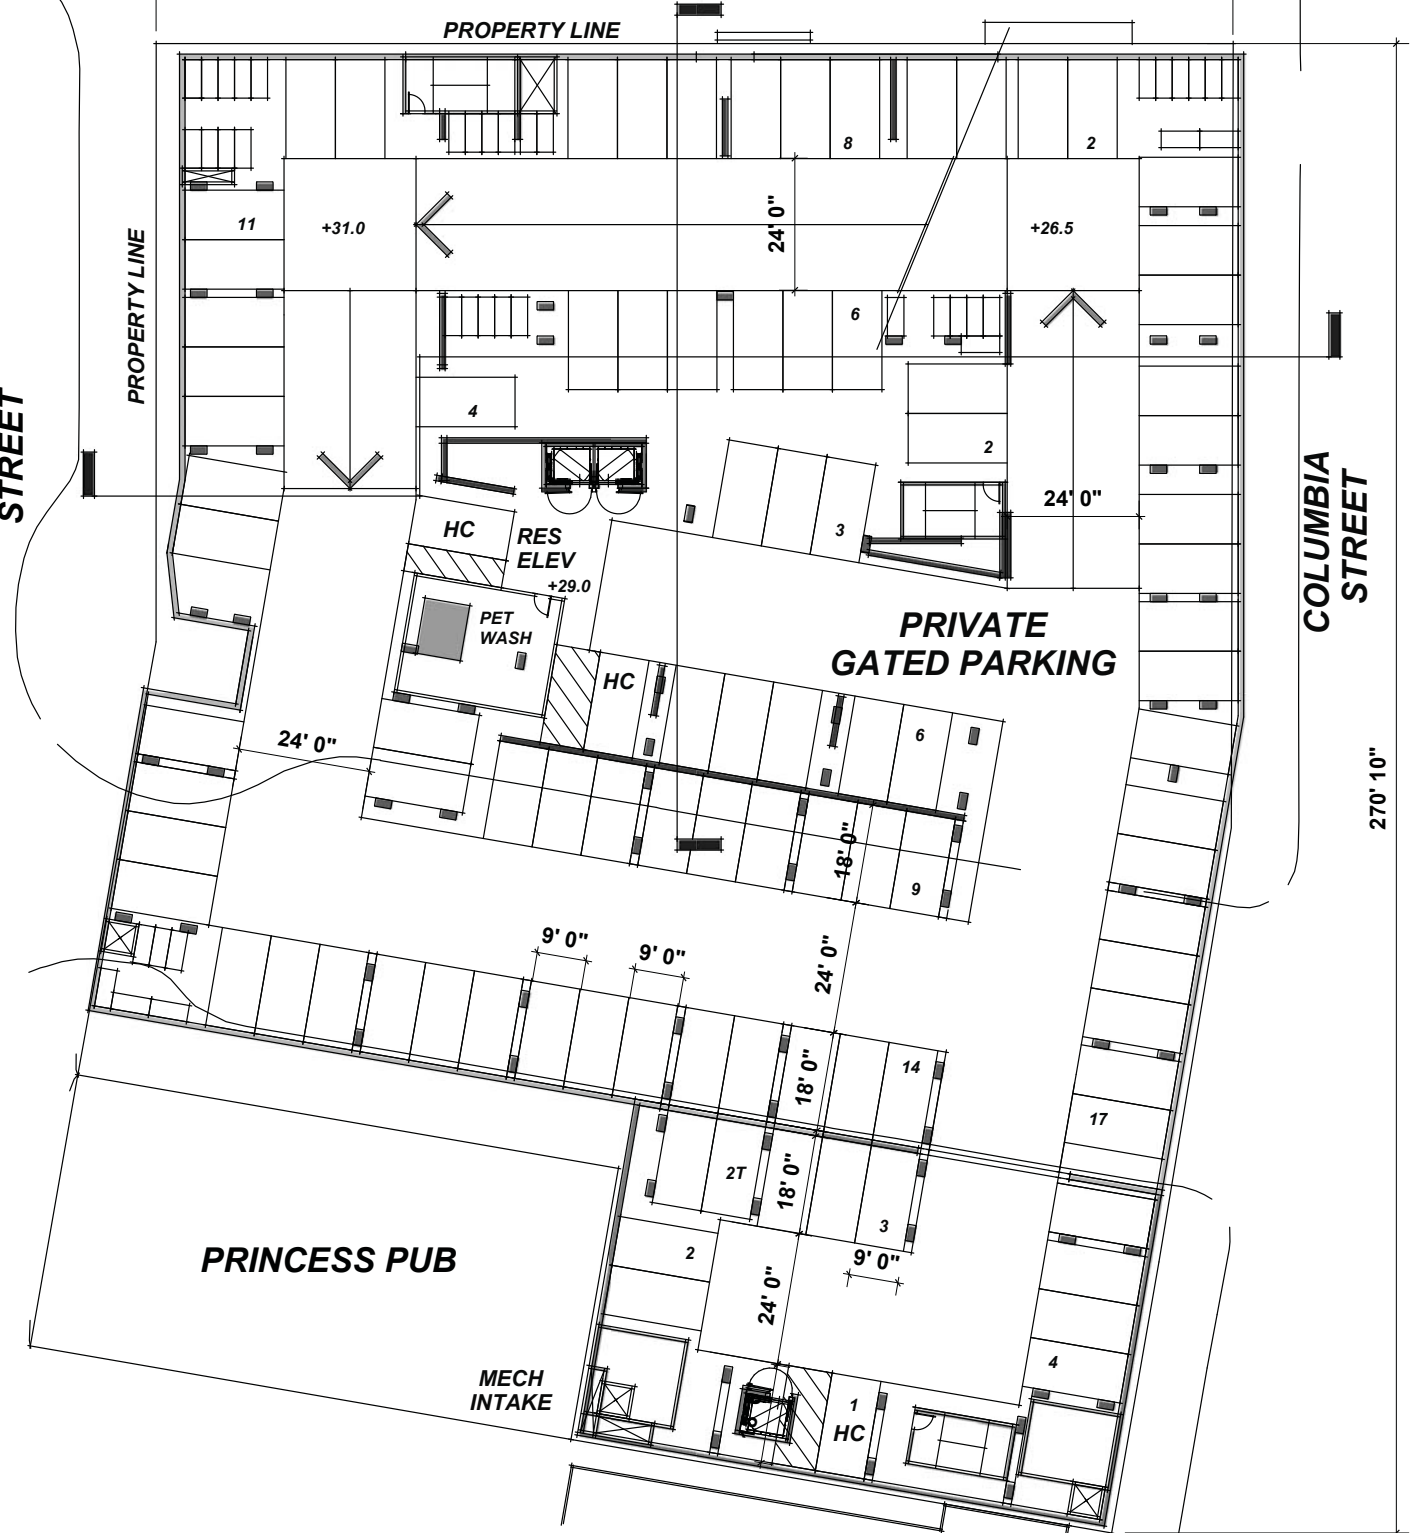 PROPERTY LINE
8
2
11
+31.0
24' 0"
+26.5
PROPERTY LINE
6
4
STREET
2
COLUMBIA
STREET
24' 0"
3
HC
RES
ELEV
+29.0
PET
WASH
PRIVATE
GATED PARKING
HC
6
24' 0"
270' 10"
18' 0"
9
9' 0"
9' 0"
24' 0"
14
18' 0"
17
2T
18' 0"
3
2
9' 0"
PRINCESS PUB
24' 0"
4
MECH
INTAKE
1
HC